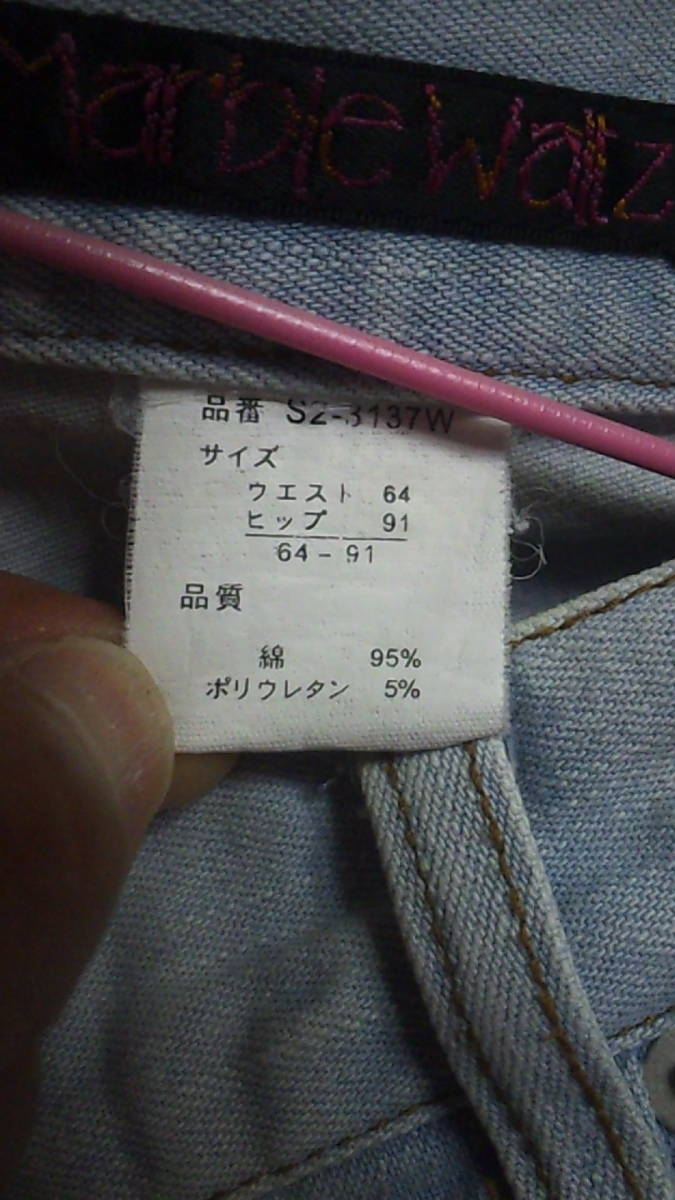 Marble Waltz
品番 S2-3137W
サイズ
ウエスト 64
ヒップ 91
64-91
品質
綿 95%
ポリウレタン 5%